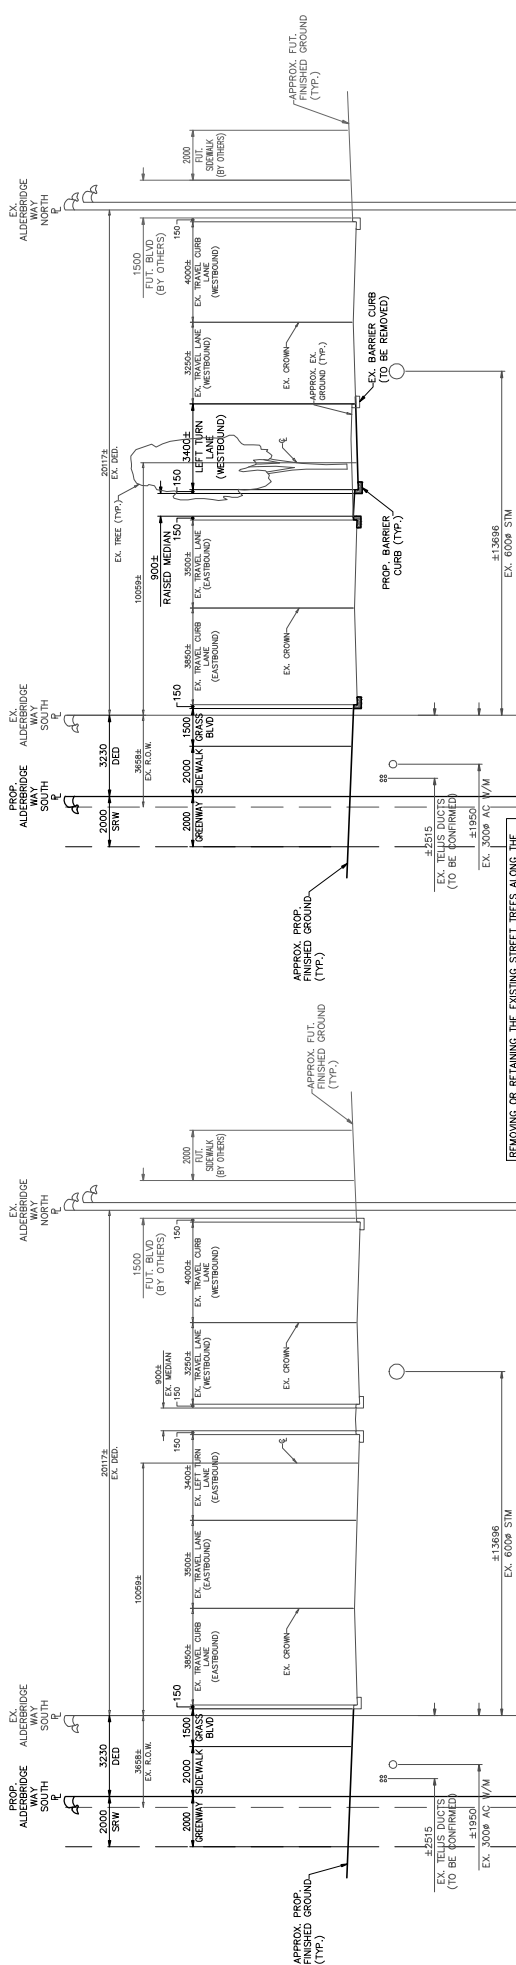 PROP.
ALDERBRIDGE
WAY
SOUTH
PL
EX.
ALDERBRIDGE
WAY
SOUTH
PL
EX.
ALDERBRIDGE
WAY
NORTH
PL
2000
SRW
3230
DED
20117±
EX. DED.
3658±
EX. R.O.W.
10059±
900±
EX. MEDIAN
150
1500
FUT. BLVD
(BY OTHERS)
2000
GREENWAY
2000
SIDEWALK
1500
GRASS
BLVD
150
3850±
EX. TRAVEL CURB
LANE
(EASTBOUND)
3500±
EX. TRAVEL LANE
(EASTBOUND)
3400±
EX. LEFT TURN
LANE
(EASTBOUND)
150
3250±
EX. TRAVEL LANE
(WESTBOUND)
4000±
EX. TRAVEL CURB
LANE
(WESTBOUND)
150
2000
FUT.
SIDEWALK
(BY OTHERS)
EX. CROWN
CL
EX. CROWN
APPROX. FUT.
FINISHED GROUND
(TYP.)
APPROX. PROP.
FINISHED GROUND
(TYP.)
±2515
EX. TELUS DUCTS
(TO BE CONFIRMED)
±1950
EX. 300ø AC W/M
±13696
EX. 600ø STM
PROP.
ALDERBRIDGE
WAY
SOUTH
PL
EX.
ALDERBRIDGE
WAY
SOUTH
PL
EX.
ALDERBRIDGE
WAY
NORTH
PL
2000
SRW
3230
DED
20117±
EX. DED.
EX. TREE (TYP.)
3658±
EX. R.O.W.
10059±
900±
RAISED MEDIAN
1500
FUT. BLVD
(BY OTHERS)
2000
GREENWAY
2000
SIDEWALK
1500
GRASS
BLVD
150
3850±
EX. TRAVEL CURB
LANE
(EASTBOUND)
3500±
EX. TRAVEL LANE
(EASTBOUND)
150
150
3400±
LEFT TURN
LANE
(WESTBOUND)
3250±
EX. TRAVEL LANE
(WESTBOUND)
4000±
EX. TRAVEL CURB
LANE
(WESTBOUND)
150
2000
FUT.
SIDEWALK
(BY OTHERS)
EX. CROWN
CL
EX. CROWN
APPROX. EX.
GROUND (TYP.)
APPROX. FUT.
FINISHED GROUND
(TYP.)
APPROX. PROP.
FINISHED GROUND
(TYP.)
PROP. BARRIER
CURB (TYP.)
EX. BARRIER CURB
(TO BE REMOVED)
±2515
EX. TELUS DUCTS
(TO BE CONFIRMED)
±1950
EX. 300ø AC W/M
±13696
EX. 600ø STM
REMOVING OR RETAINING THE EXISTING STREET TREES ALONG THE